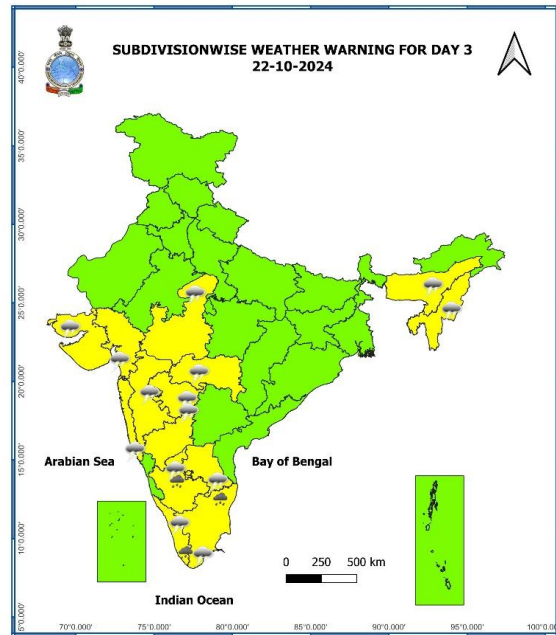 SUBDIVISIONWISE WEATHER WARNING FOR DAY 3
22-10-2024
40°0.000'
35°0.000'
30°0.000'
25°0.000'
20°0.000'
15°0.000'
10°0.000'
5°0.000'
Arabian Sea
Bay of Bengal
0 250 500 km
Indian Ocean
70°0.000' 75°0.000' 80°0.000' 85°0.000' 90°0.000' 95°0.000' 100°0.0